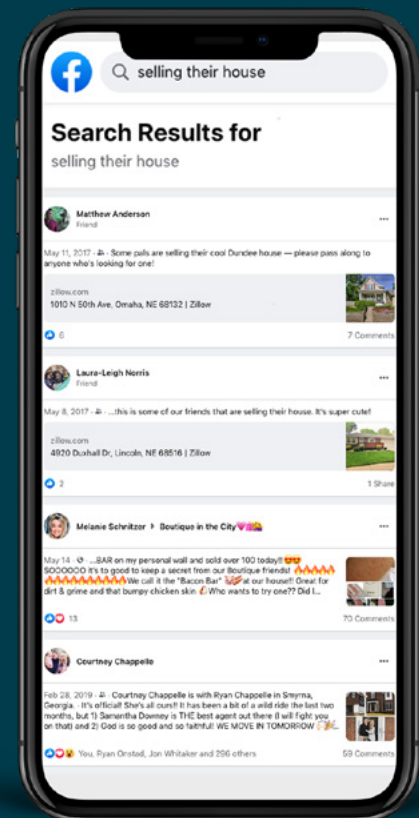 selling their house
Search Results for
selling their house
Matthew Anderson
Friend
May 11, 2017 · Some pals are selling their cool Dundee house — please pass along to
anyone who's looking for one!
zillow.com
1010 N 50th Ave, Omaha, NE 68132 | Zillow
6
7 Comments
Laura-Leigh Norris
Friend
May 8, 2017 · ...this is some of our friends that are selling their house. It's super cute!
zillow.com
4920 Duxhall Dr, Lincoln, NE 68516 | Zillow
2
1 Share
Melanie Schnitzer ▸ Boutique in the City
May 14 · ...BAR on my personal wall and sold over 100 today!!
SOOOOOO it's to good to keep a secret from our Boutique friends!
We call it the "Bacon Bar" at our house!! Great for
dirt & grime and that bumpy chicken skin Who wants to try one?? Did I...
13
70 Comments
Courtney Chappelle
Feb 28, 2019 · Courtney Chappelle is with Ryan Chappelle in Smyrna,
Georgia. · It's official! She's all ours!! It has been a bit of a wild ride the last two
months, but 1) Samantha Downey is THE best agent out there (I will fight you
on that) and 2) God is so good and so faithful! WE MOVE IN TOMORROW
You, Ryan Onstad, Jon Whitaker and 296 others
59 Comments